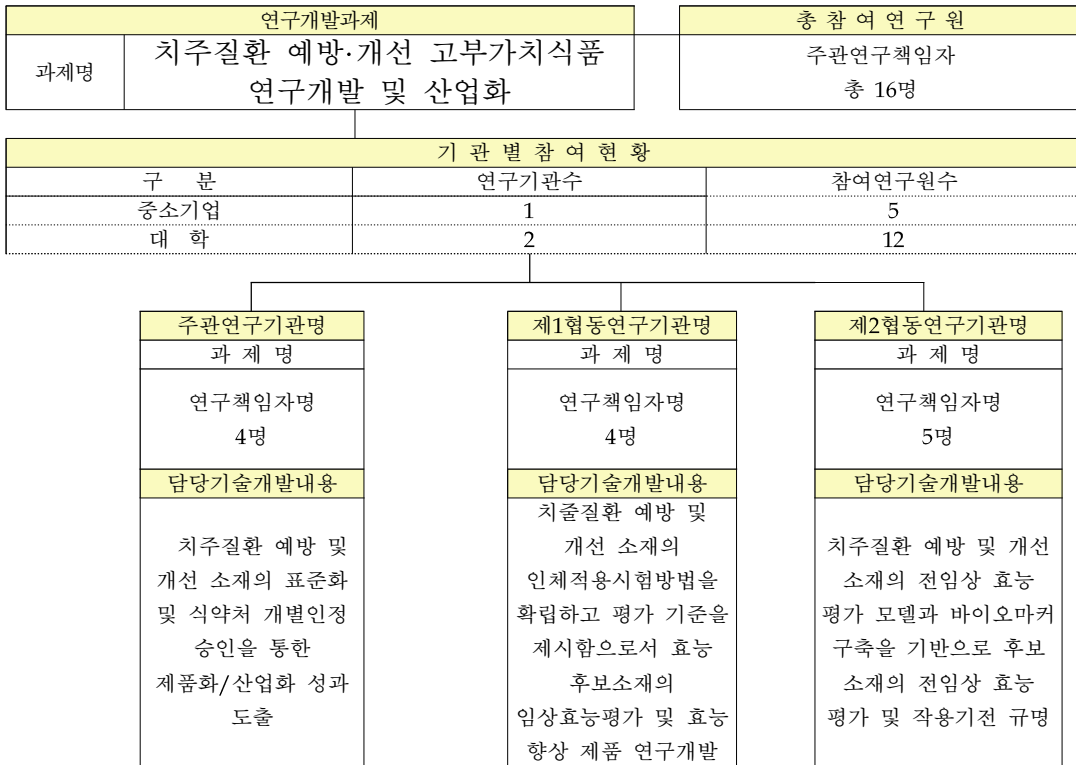 연구개발과제
총 참 여 연 구 원
과제명
치주질환 예방·개선 고부가치식품
연구개발 및 산업화
주관연구책임자
총 16명
기 관 별 참 여 현 황
구 분 연구기관수 참여연구원수
중소기업 1 5
대 학 2 12
주관연구기관명
과 제 명
연구책임자명
4명
담당기술개발내용
치주질환 예방 및
개선 소재의 표준화
및 식약처 개별인정
승인을 통한
제품화/산업화 성과
도출
제1협동연구기관명
과 제 명
연구책임자명
4명
담당기술개발내용
치줄질환 예방 및
개선 소재의
인체적용시험방법을
확립하고 평가 기준을
제시함으로서 효능
후보소재의
임상효능평가 및 효능
향상 제품 연구개발
제2협동연구기관명
과 제 명
연구책임자명
5명
담당기술개발내용
치주질환 예방 및 개선
소재의 전임상 효능
평가 모델과 바이오마커
구축을 기반으로 후보
소재의 전임상 효능
평가 및 작용기전 규명